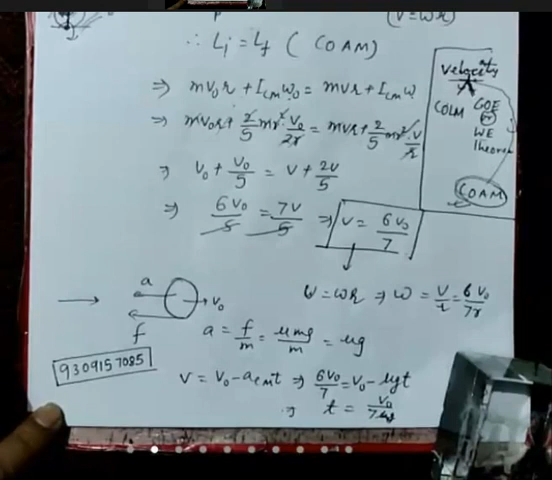 (v=ωr)
∴ Li = Lf ( COAM)
⇒ mv₀r + Icmω₀ = mvr + Icmω
⇒ mv₀r + 2/5 mr² · v₀/2r = mvr + 2/5 mr² v/r
⇒ v₀ + v₀/5 = v + 2v/5
⇒ 6v₀/5 = 7v/5 ⇒ v = 6v₀/7
velocity
COLM
COE
(or)
WE
Theorem
COAM
a
v₀
f
v = ωr ⇒ ω = v/r = 6v₀/7r
a = f/m = μmg/m = μg
9309157085
v = v₀ - acmt ⇒ 6v₀/7 = v₀ - μgt
⇒ t = v₀/7μg